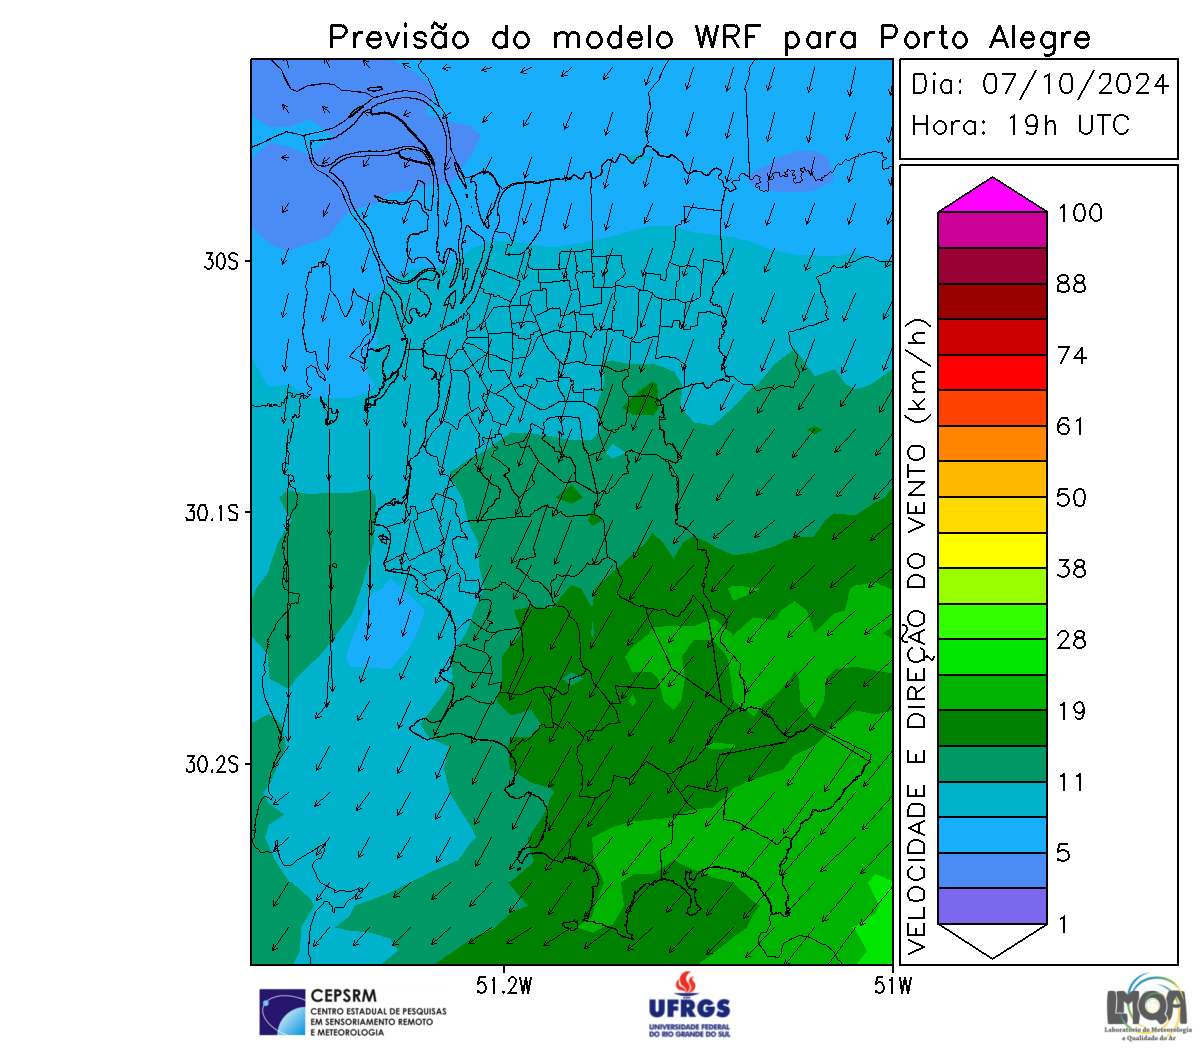 Previsão do modelo WRF para Porto Alegre
Dia: 07/10/2024
Hora: 19h UTC
30S
30.1S
30.2S
51.2W
51W
VELOCIDADE E DIREÇÃO DO VENTO (km/h)
100
88
74
61
50
38
28
19
11
5
1
CEPSRM
CENTRO ESTADUAL DE PESQUISAS
EM SENSORIAMENTO REMOTO
E METEOROLOGIA
UFRGS
UNIVERSIDADE FEDERAL
DO RIO GRANDE DO SUL
LMQA
Laboratório de Meteorologia
e Qualidade do Ar